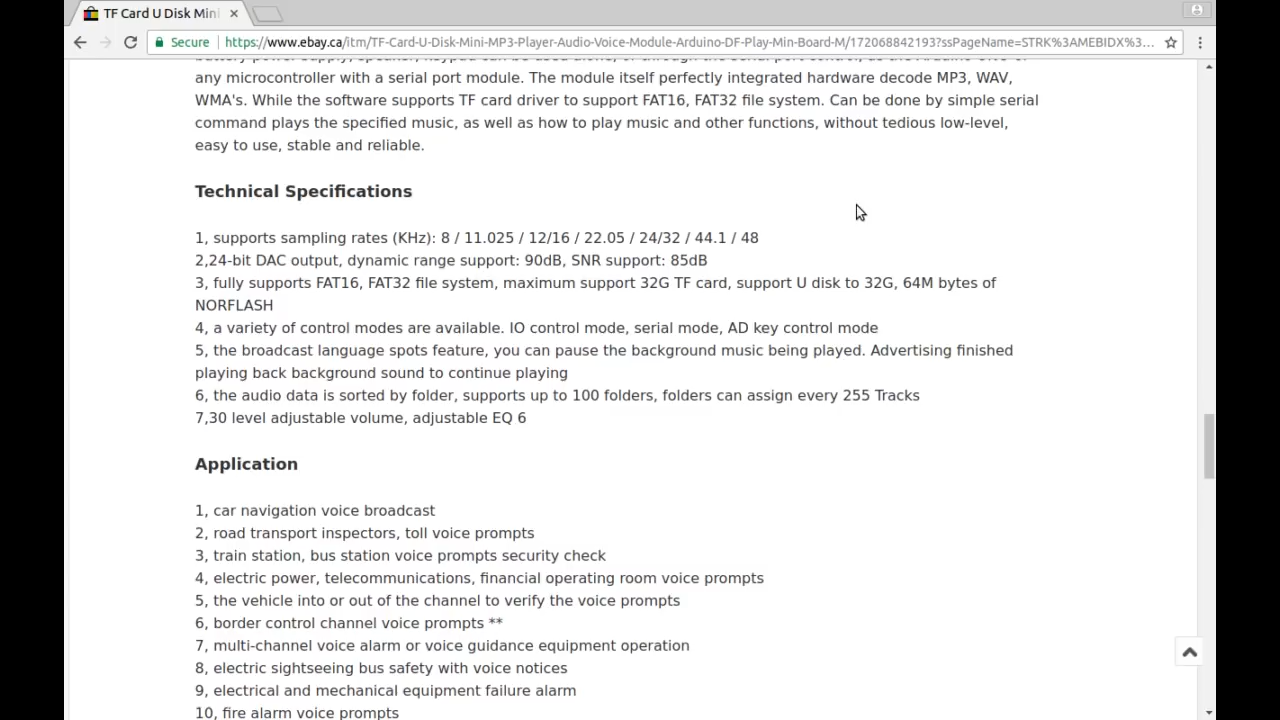 TF Card U Disk Mini
Secure
https://www.ebay.ca/itm/TF-Card-U-Disk-Mini-MP3-Player-Audio-Voice-Module-Arduino-DF-Play-Min-Board-M/172068842193?ssPageName=STRK%3AMEBIDX%3...
any microcontroller with a serial port module. The module itself perfectly integrated hardware decode MP3, WAV,
WMA's. While the software supports TF card driver to support FAT16, FAT32 file system. Can be done by simple serial
command plays the specified music, as well as how to play music and other functions, without tedious low-level,
easy to use, stable and reliable.
Technical Specifications
1, supports sampling rates (KHz): 8 / 11.025 / 12/16 / 22.05 / 24/32 / 44.1 / 48
2,24-bit DAC output, dynamic range support: 90dB, SNR support: 85dB
3, fully supports FAT16, FAT32 file system, maximum support 32G TF card, support U disk to 32G, 64M bytes of
NORFLASH
4, a variety of control modes are available. IO control mode, serial mode, AD key control mode
5, the broadcast language spots feature, you can pause the background music being played. Advertising finished
playing back background sound to continue playing
6, the audio data is sorted by folder, supports up to 100 folders, folders can assign every 255 Tracks
7,30 level adjustable volume, adjustable EQ 6
Application
1, car navigation voice broadcast
2, road transport inspectors, toll voice prompts
3, train station, bus station voice prompts security check
4, electric power, telecommunications, financial operating room voice prompts
5, the vehicle into or out of the channel to verify the voice prompts
6, border control channel voice prompts **
7, multi-channel voice alarm or voice guidance equipment operation
8, electric sightseeing bus safety with voice notices
9, electrical and mechanical equipment failure alarm
10, fire alarm voice prompts